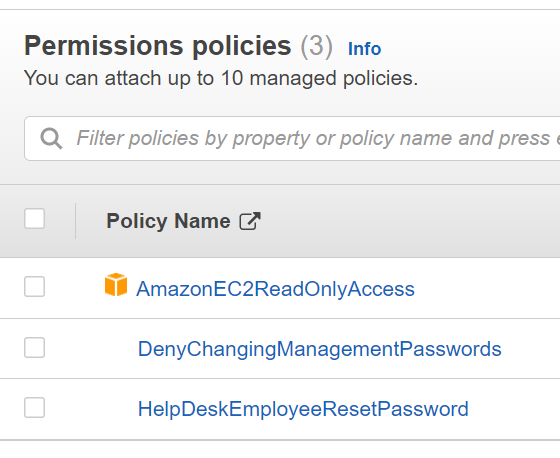 Permissions policies (3) Info
You can attach up to 10 managed policies.
Filter policies by property or policy name and press
Policy Name
AmazonEC2ReadOnlyAccess
DenyChangingManagementPasswords
HelpDeskEmployeeResetPassword